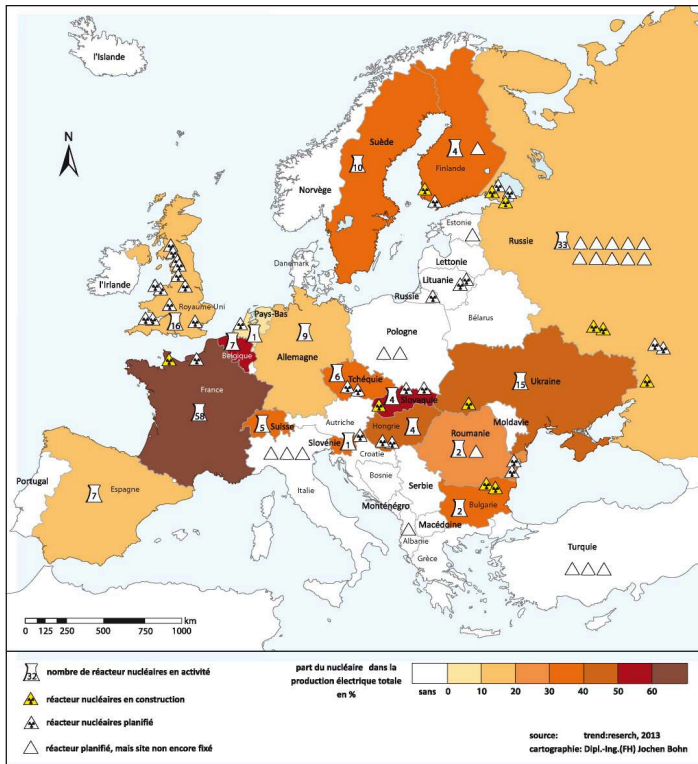 l'Islande
N
Suède
4
Finlande
10
Norvège
Estonie
Russie
33
Danemark
Lettonie
l'Irlande
Lituanie
Royaume-Uni
Russie
Bélarus
Pays-Bas
16
1
9
7
Belgique
Allemagne
Pologne
6
Tchéquie
15
Ukraine
France
4
Slovaquie
58
Autriche
Moldavie
5
Suisse
Hongrie
4
Slovénie
1
Roumanie
2
Croatie
Portugal
7
Espagne
Italie
Bosnie
Serbie
Monténégro
2
Bulgarie
Macédoine
Albanie
Grèce
Turquie
km
0 125 250 500 750 1000
32 nombre de réacteur nucléaires en activité
réacteur nucléaires en construction
réacteur nucléaires planifié
réacteur planifié, mais site non encore fixé
part du nucléaire dans la
production électrique totale
en %
sans 0 10 20 30 40 50 60
source: trend:reserch, 2013
cartographie: Dipl.-Ing.(FH) Jochen Bohn